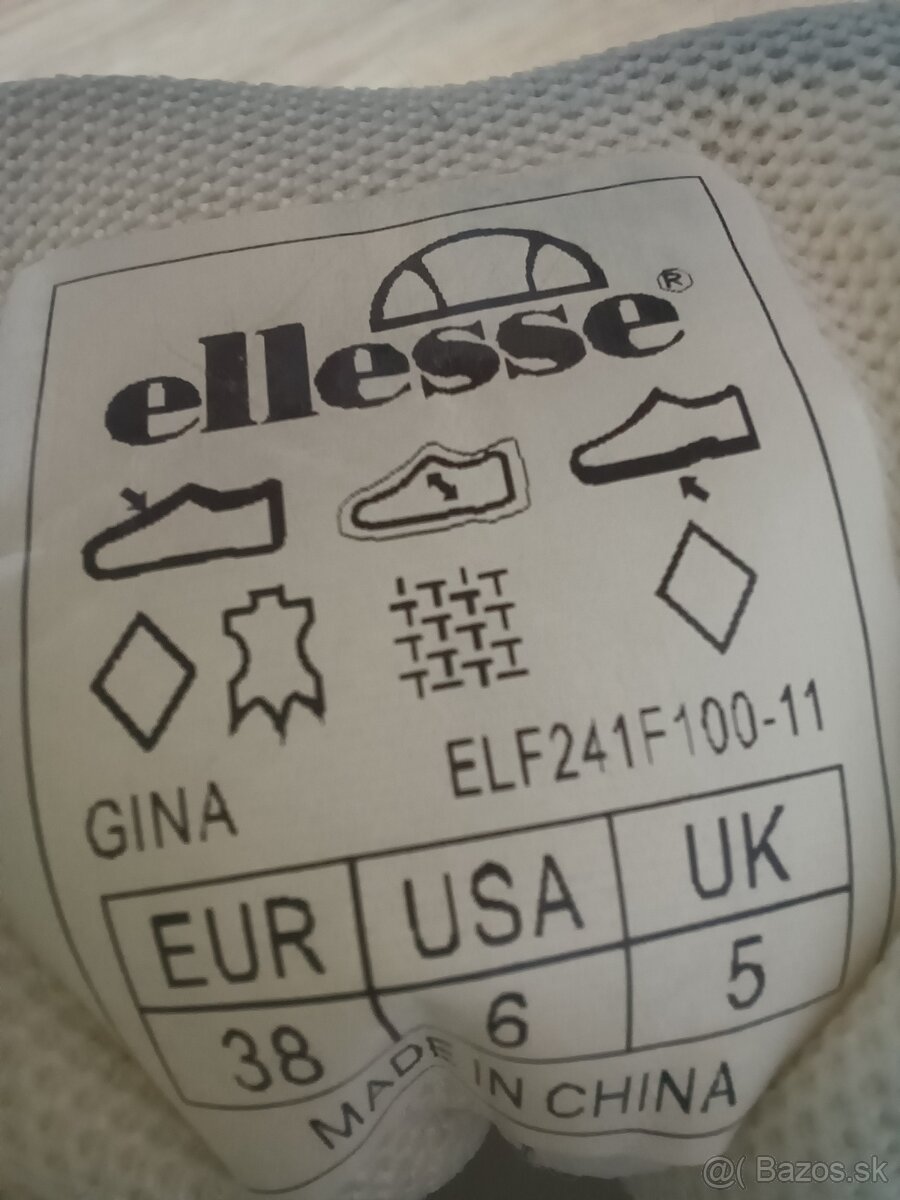 ellesse®
GINA
ELF241F100-11
EUR USA UK
38 6 5
MADE IN CHINA
@( Bazos.sk